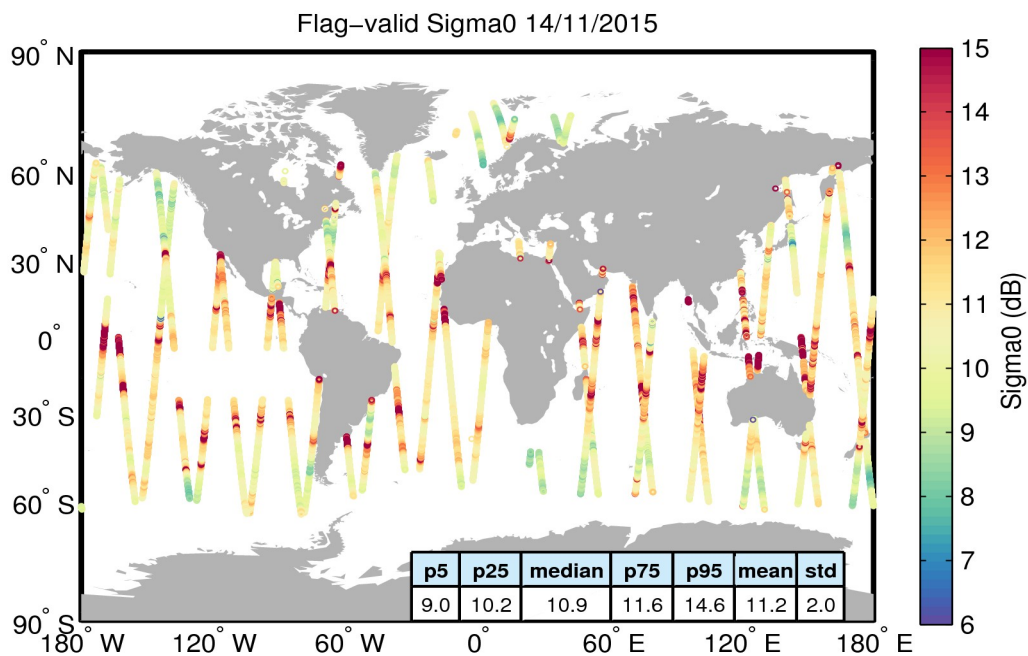 Flag−valid Sigma0 14/11/2015
90° N
60° N
30° N
0°
30° S
60° S
90° S
180° W
120° W
60° W
0°
60° E
120° E
180° E
p5 p25 median p75 p95 mean std
9.0 10.2 10.9 11.6 14.6 11.2 2.0
15
14
13
12
11
10
9
8
7
6
Sigma0 (dB)